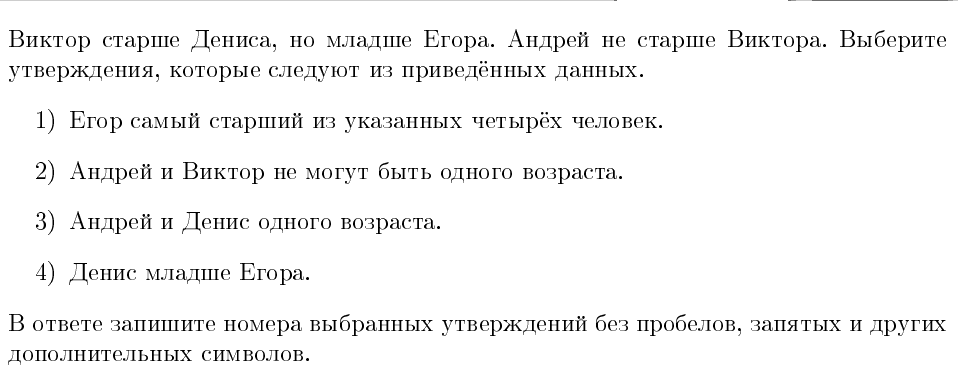 Виктор старше Дениса, но младше Егора. Андрей не старше Виктора. Выберите
утверждения, которые следуют из приведённых данных.
1) Егор самый старший из указанных четырёх человек.
2) Андрей и Виктор не могут быть одного возраста.
3) Андрей и Денис одного возраста.
4) Денис младше Егора.
В ответе запишите номера выбранных утверждений без пробелов, запятых и других
дополнительных символов.